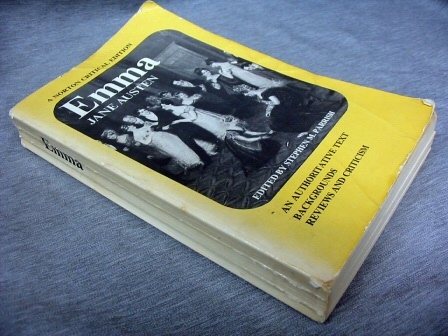 A NORTON CRITICAL EDITION
Emma
JANE AUSTEN
EDITED BY STEPHEN M. PARRISH
AN AUTHORITATIVE TEXT
BACKGROUNDS
REVIEWS AND CRITICISM
Emma